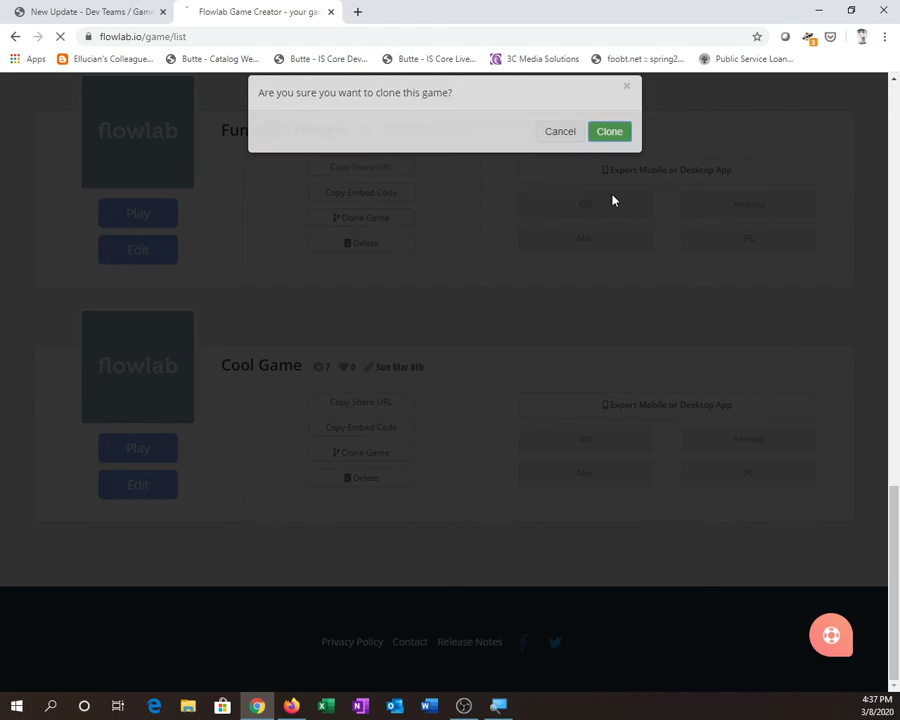 New Update - Dev Teams / Game
Flowlab Game Creator - your ga
flowlab.io/game/list
Apps
Ellucian's Colleague...
Butte - Catalog We...
Butte - IS Core Dev...
Butte - IS Core Live...
3C Media Solutions
foobt.net :: spring2...
Public Service Loan...
3
Are you sure you want to clone this game?
Cancel
Clone
flowlab
Play
Edit
Copy Share URL
Copy Embed Code
Clone Game
Delete
Export Mobile or Desktop App
iOS
Android
Mac
PC
flowlab
Play
Edit
Cool Game 7 0 Sun Mar 8th
Copy Share URL
Copy Embed Code
Clone Game
Delete
Export Mobile or Desktop App
iOS
Android
Mac
PC
Privacy Policy Contact Release Notes
4:37 PM
3/8/2020